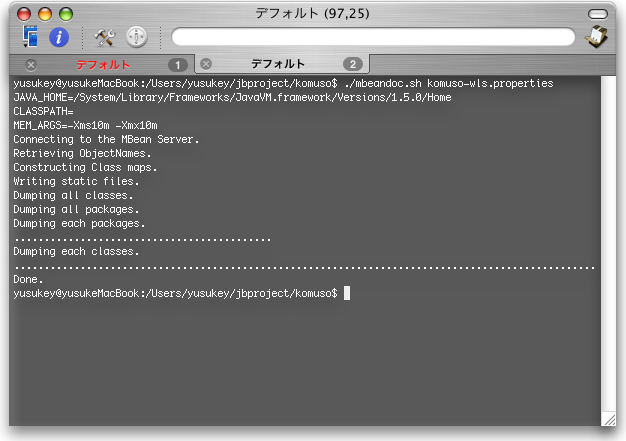 デフォルト (97,25)
デフォルト 1 デフォルト 2
yusukey@yusukeMacBook:/Users/yusukey/jbproject/komuso$ ./mbeandoc.sh komuso-wls.properties
JAVA_HOME=/System/Library/Frameworks/JavaVM.framework/Versions/1.5.0/Home
CLASSPATH=
MEM_ARGS=-Xms10m -Xmx10m
Connecting to the MBean Server.
Retrieving ObjectNames.
Constructing Class maps.
Writing static files.
Dumping all classes.
Dumping all packages.
Dumping each packages.
...........................................
Dumping each classes.
.................................................................................................
Done.
yusukey@yusukeMacBook:/Users/yusukey/jbproject/komuso$